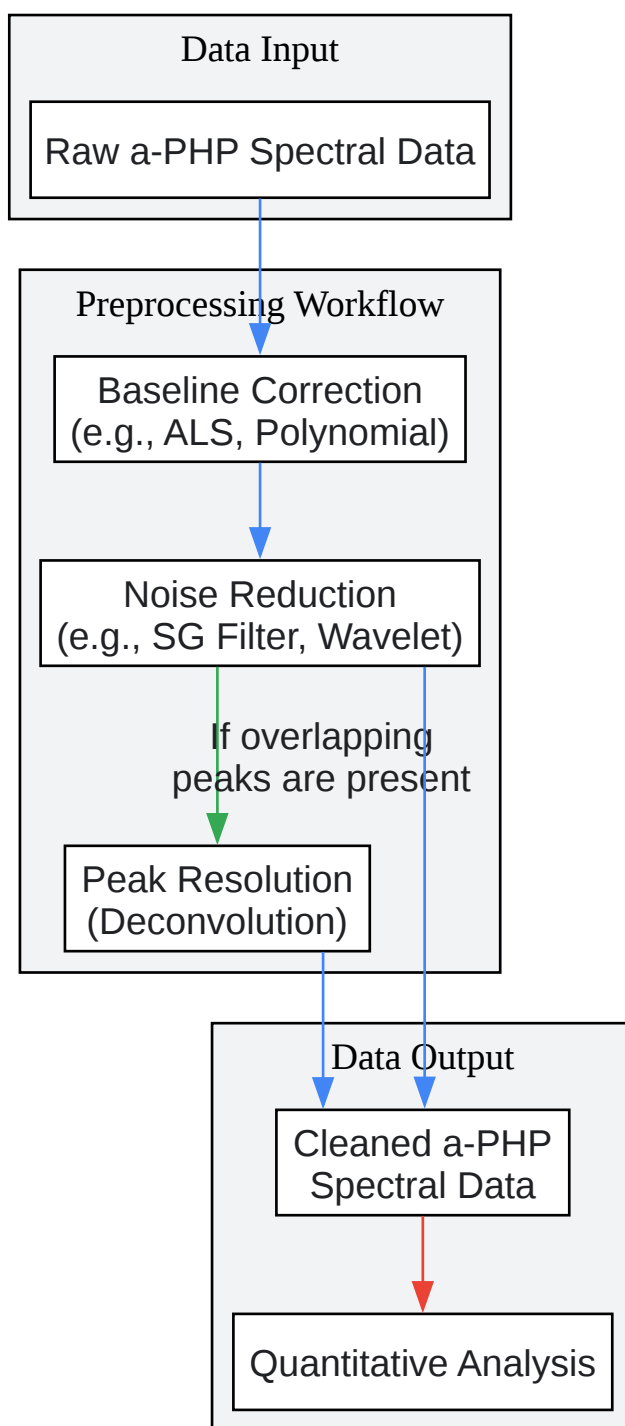 Data Input
Raw a-PHP Spectral Data
Preprocessing Workflow
Baseline Correction
(e.g., ALS, Polynomial)
Noise Reduction
(e.g., SG Filter, Wavelet)
If overlapping
peaks are present
Peak Resolution
(Deconvolution)
Data Output
Cleaned a-PHP
Spectral Data
Quantitative Analysis